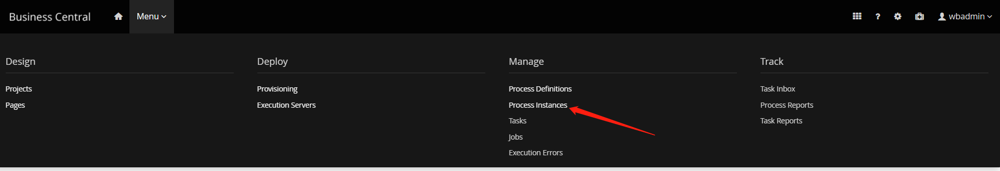 Business Central Menu ? wbadmin
Design
Projects
Pages
Deploy
Provisioning
Execution Servers
Manage
Process Definitions
Process Instances
Tasks
Jobs
Execution Errors
Track
Task Inbox
Process Reports
Task Reports